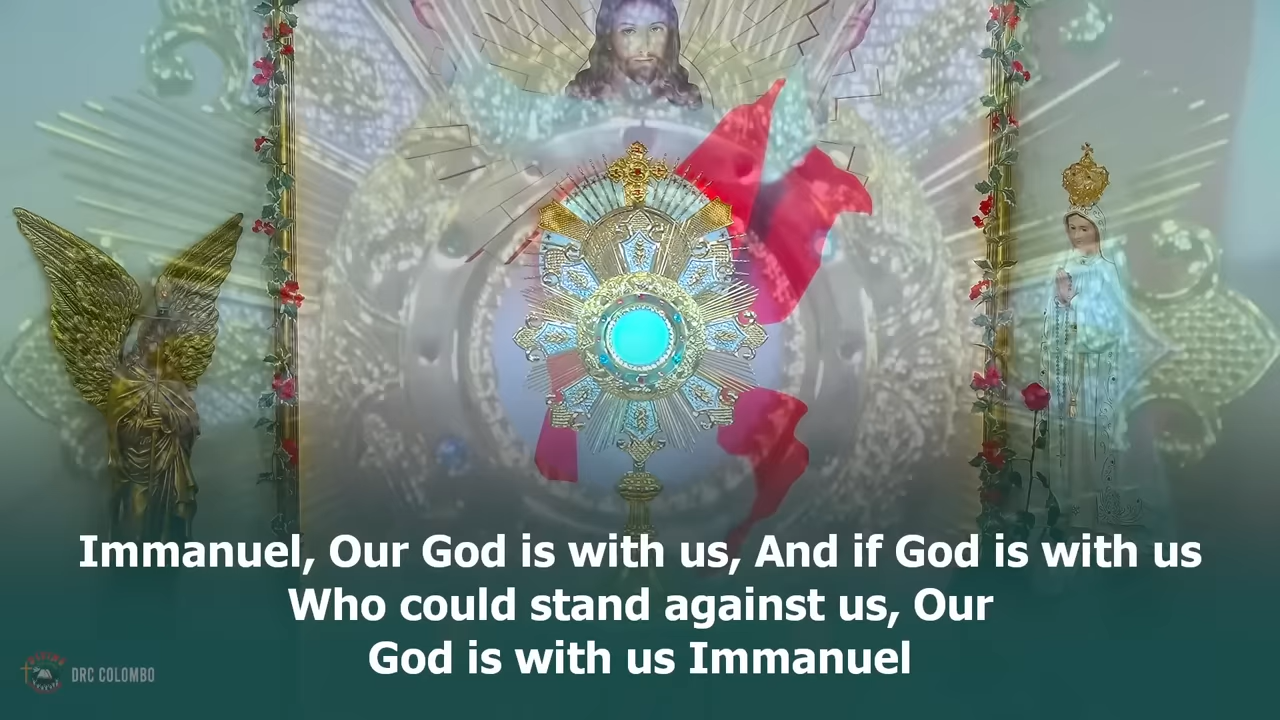 Immanuel, Our God is with us, And if God is with us
Who could stand against us, Our
God is with us Immanuel
DRC COLOMBO